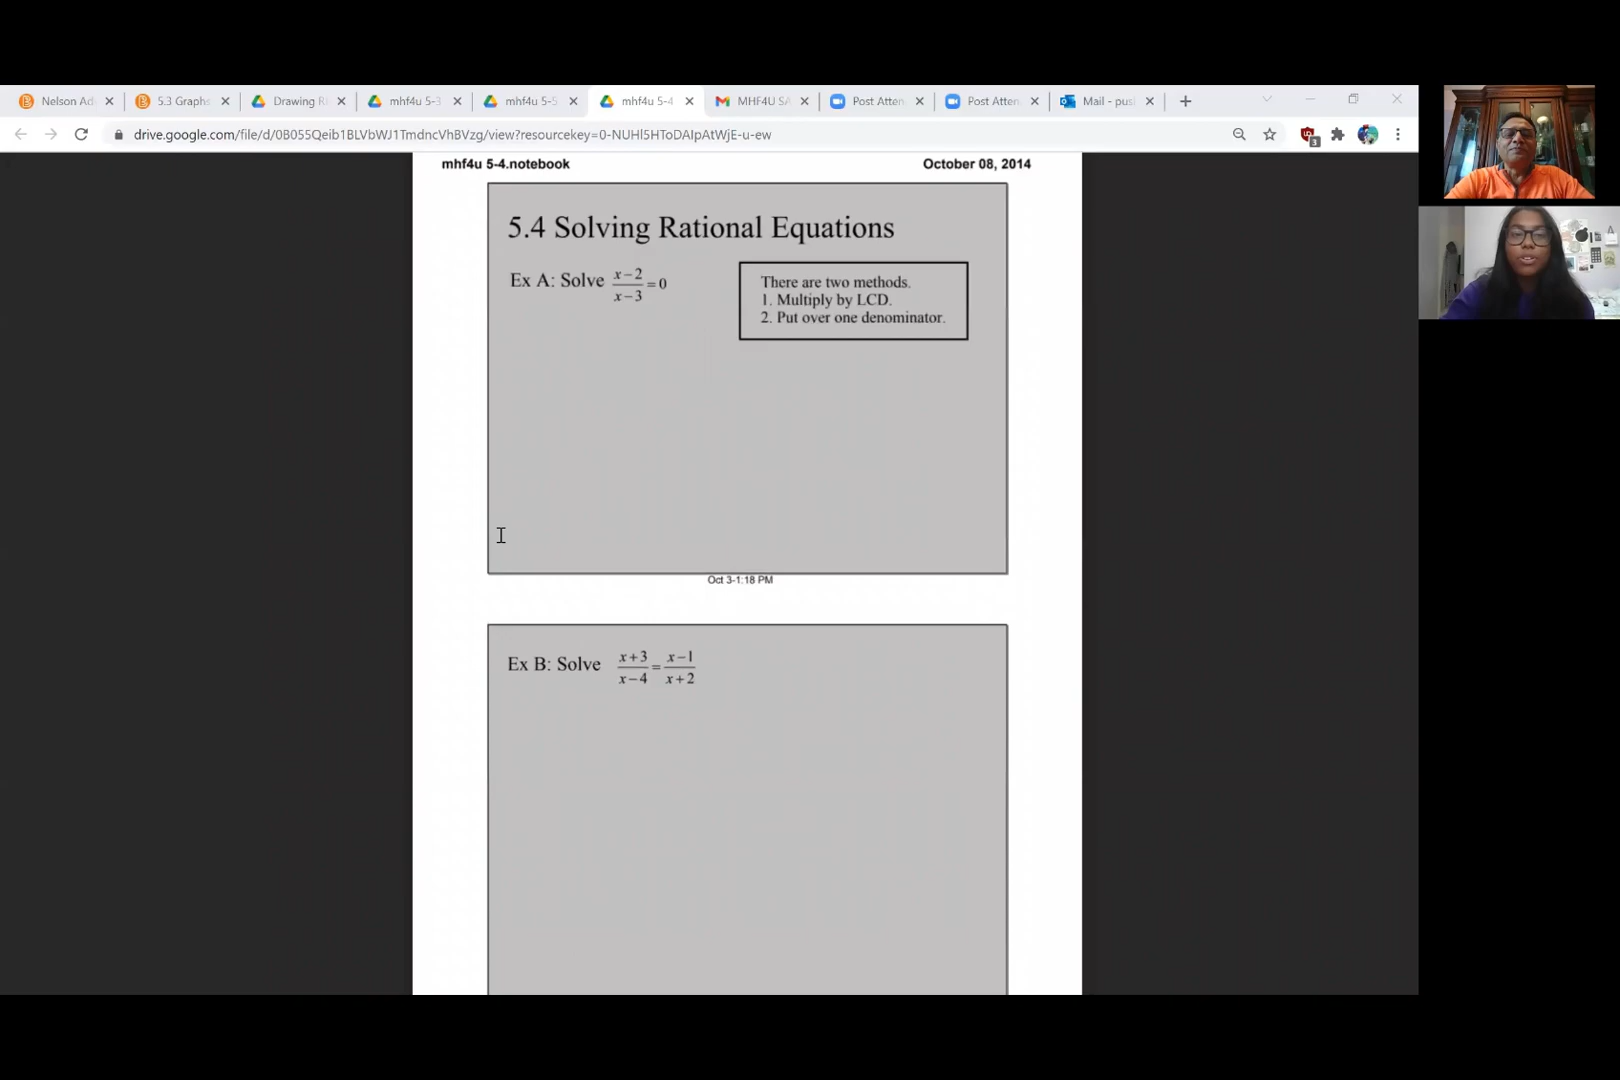 Nelson Ad
5.3 Graphs
Drawing R
mhf4u 5-3
mhf4u 5-5
mhf4u 5-4
MHF4U SA
Post Atten
Post Atten
Mail - pus
drive.google.com/file/d/0B055Qeib1BLVbWJ1TmdncVhBVzg/view?resourcekey=0-NUHl5HToDAIpAtWjE-u-ew
3
mhf4u 5-4.notebook
October 08, 2014
5.4 Solving Rational Equations
Ex A: Solve (x-2)/(x-3) = 0
There are two methods.
1. Multiply by LCD.
2. Put over one denominator.
Oct 3-1:18 PM
Ex B: Solve (x+3)/(x-4) = (x-1)/(x+2)